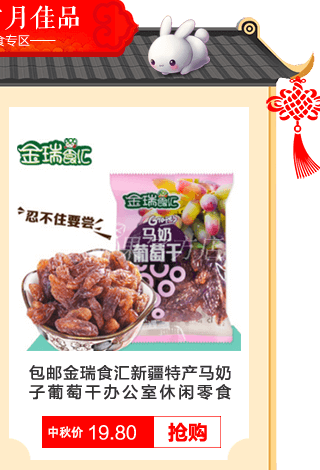 月佳品
食专区——
金瑞食汇
忍不住要尝
金瑞食汇
马奶
葡萄干
包邮金瑞食汇新疆特产马奶
子葡萄干办公室休闲零食
中秋价 19.80 抢购